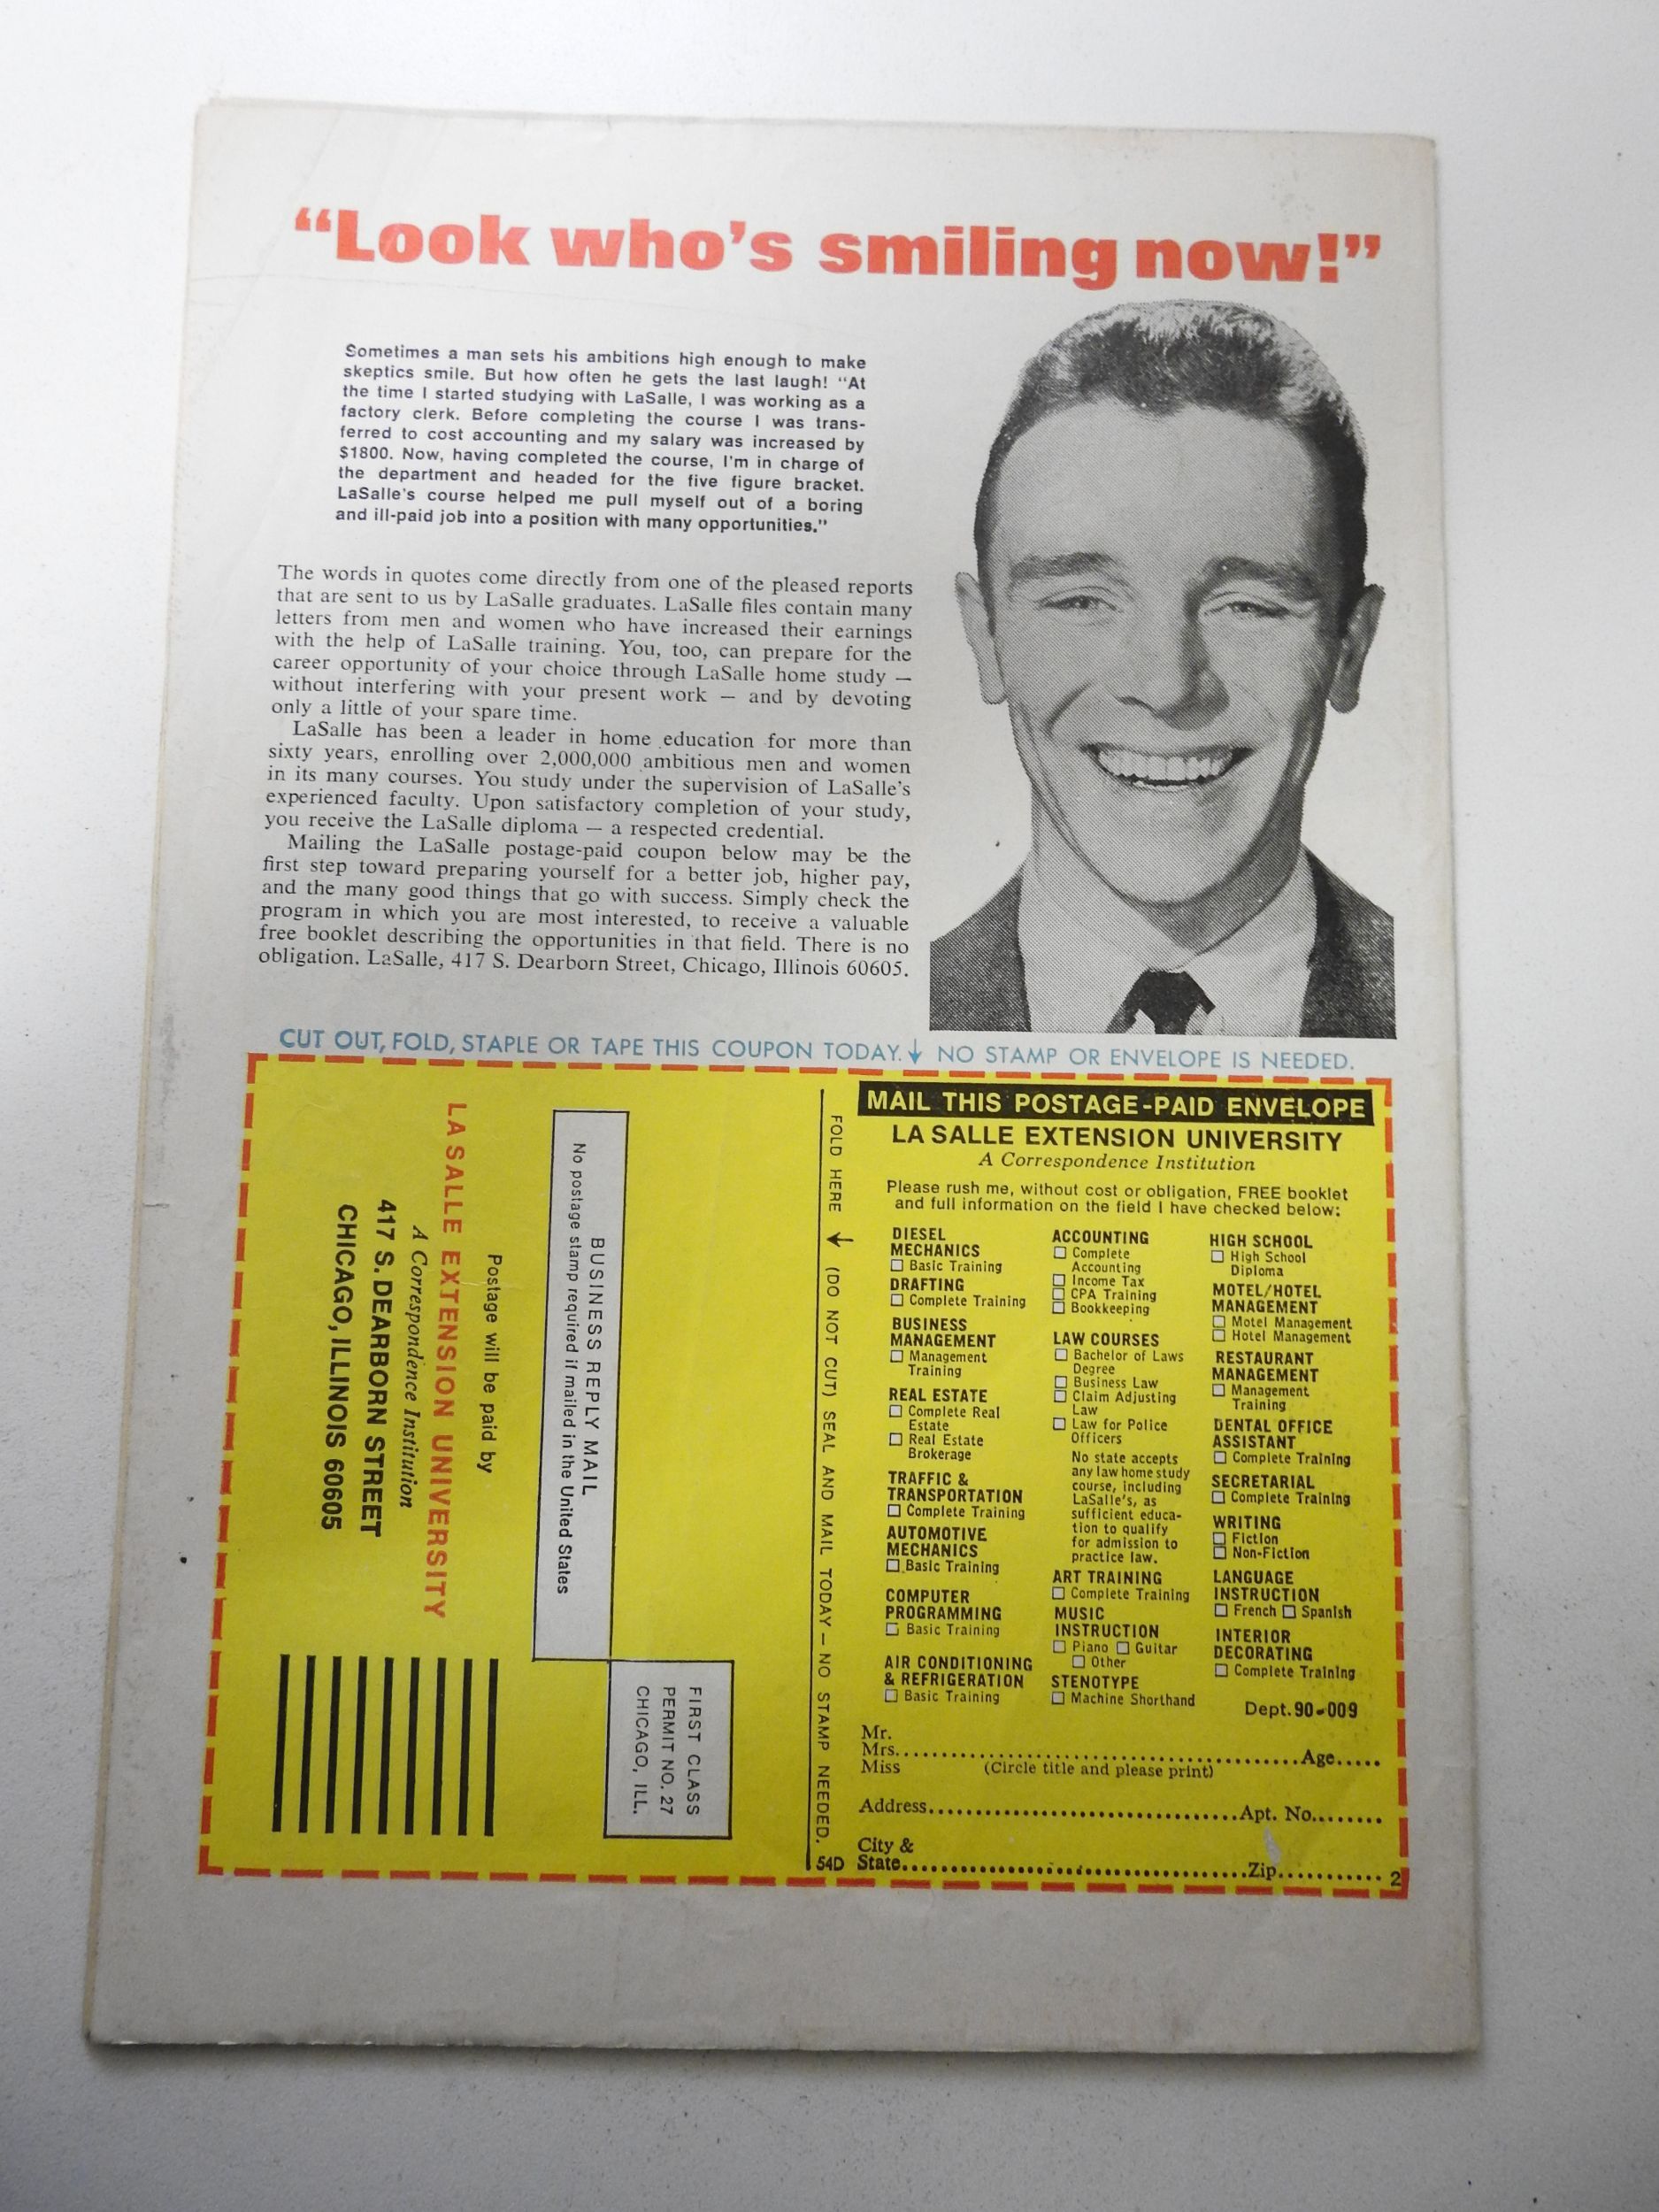 “Look who’s smiling now!”
Sometimes a man sets his ambitions high enough to make
skeptics smile. But how often he gets the last laugh! “At
the time I started studying with LaSalle, I was working as a
factory clerk. Before completing the course I was trans-
ferred to cost accounting and my salary was increased by
$1800. Now, having completed the course, I’m in charge of
the department and headed for the five figure bracket.
LaSalle’s course helped me pull myself out of a boring
and ill-paid job into a position with many opportunities.”
The words in quotes come directly from one of the pleased reports
that are sent to us by LaSalle graduates. LaSalle files contain many
letters from men and women who have increased their earnings
with the help of LaSalle training. You, too, can prepare for the
career opportunity of your choice through LaSalle home study —
without interfering with your present work — and by devoting
only a little of your spare time.
LaSalle has been a leader in home education for more than
sixty years, enrolling over 2,000,000 ambitious men and women
in its many courses. You study under the supervision of LaSalle’s
experienced faculty. Upon satisfactory completion of your study,
you receive the LaSalle diploma — a respected credential.
Mailing the LaSalle postage-paid coupon below may be the
first step toward preparing yourself for a better job, higher pay,
and the many good things that go with success. Simply check the
program in which you are most interested, to receive a valuable
free booklet describing the opportunities in that field. There is no
obligation. LaSalle, 417 S. Dearborn Street, Chicago, Illinois 60605.
CUT OUT, FOLD, STAPLE OR TAPE THIS COUPON TODAY. ↓ NO STAMP OR ENVELOPE IS NEEDED.
FIRST CLASS
PERMIT NO. 27
CHICAGO, ILL.
BUSINESS REPLY MAIL
No postage stamp required if mailed in the United States
Postage will be paid by
LA SALLE EXTENSION UNIVERSITY
A Correspondence Institution
417 S. DEARBORN STREET
CHICAGO, ILLINOIS 60605
FOLD HERE → (DO NOT CUT) SEAL AND MAIL TODAY — NO STAMP NEEDED.
MAIL THIS POSTAGE-PAID ENVELOPE
LA SALLE EXTENSION UNIVERSITY
A Correspondence Institution
Please rush me, without cost or obligation, FREE booklet
and full information on the field I have checked below:
DIESEL
MECHANICS
☐ Basic Training
DRAFTING
☐ Complete Training
BUSINESS
MANAGEMENT
☐ Management
Training
REAL ESTATE
☐ Complete Real
Estate
☐ Real Estate
Brokerage
TRAFFIC &
TRANSPORTATION
☐ Complete Training
AUTOMOTIVE
MECHANICS
☐ Basic Training
COMPUTER
PROGRAMMING
☐ Basic Training
AIR CONDITIONING
& REFRIGERATION
☐ Basic Training
ACCOUNTING
☐ Complete
Accounting
☐ Income Tax
☐ CPA Training
☐ Bookkeeping
LAW COURSES
☐ Bachelor of Laws
Degree
☐ Business Law
☐ Claim Adjusting
Law
☐ Law for Police
Officers
No state accepts
any law home study
course, including
LaSalle’s, as
sufficient educa-
tion to qualify
for admission to
practice law.
ART TRAINING
☐ Complete Training
MUSIC
INSTRUCTION
☐ Piano ☐ Guitar
☐ Other
STENOTYPE
☐ Machine Shorthand
HIGH SCHOOL
☐ High School
Diploma
MOTEL/HOTEL
MANAGEMENT
☐ Motel Management
☐ Hotel Management
RESTAURANT
MANAGEMENT
☐ Management
Training
DENTAL OFFICE
ASSISTANT
☐ Complete Training
SECRETARIAL
☐ Complete Training
WRITING
☐ Fiction
☐ Non-Fiction
LANGUAGE
INSTRUCTION
☐ French ☐ Spanish
INTERIOR
DECORATING
☐ Complete Training
Dept. 90-009
Mr.
Mrs.......Age.....
Miss (Circle title and please print)
Address.......Apt. No........
City &
54D State.......Zip........... 2